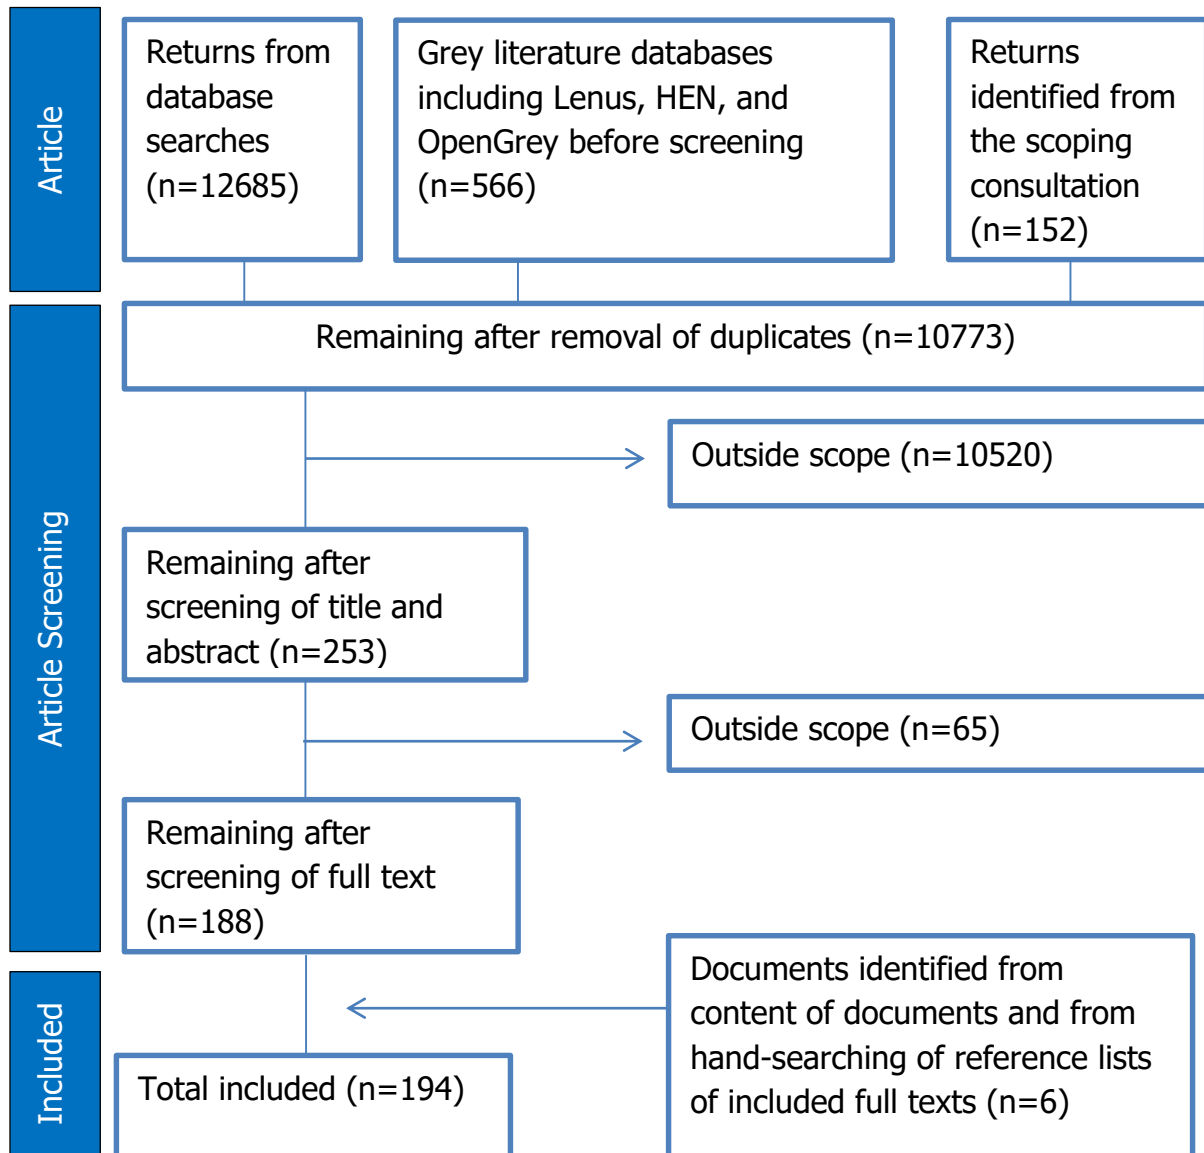 Article
Returns from
database
searches
(n=12685)
Grey literature databases
including Lenus, HEN, and
OpenGrey before screening
(n=566)
Returns
identified from
the scoping
consultation
(n=152)
Article Screening
Remaining after removal of duplicates (n=10773)
Outside scope (n=10520)
Remaining after
screening of title and
abstract (n=253)
Outside scope (n=65)
Remaining after
screening of full text
(n=188)
Included
Documents identified from
content of documents and from
hand-searching of reference lists
of included full texts (n=6)
Total included (n=194)